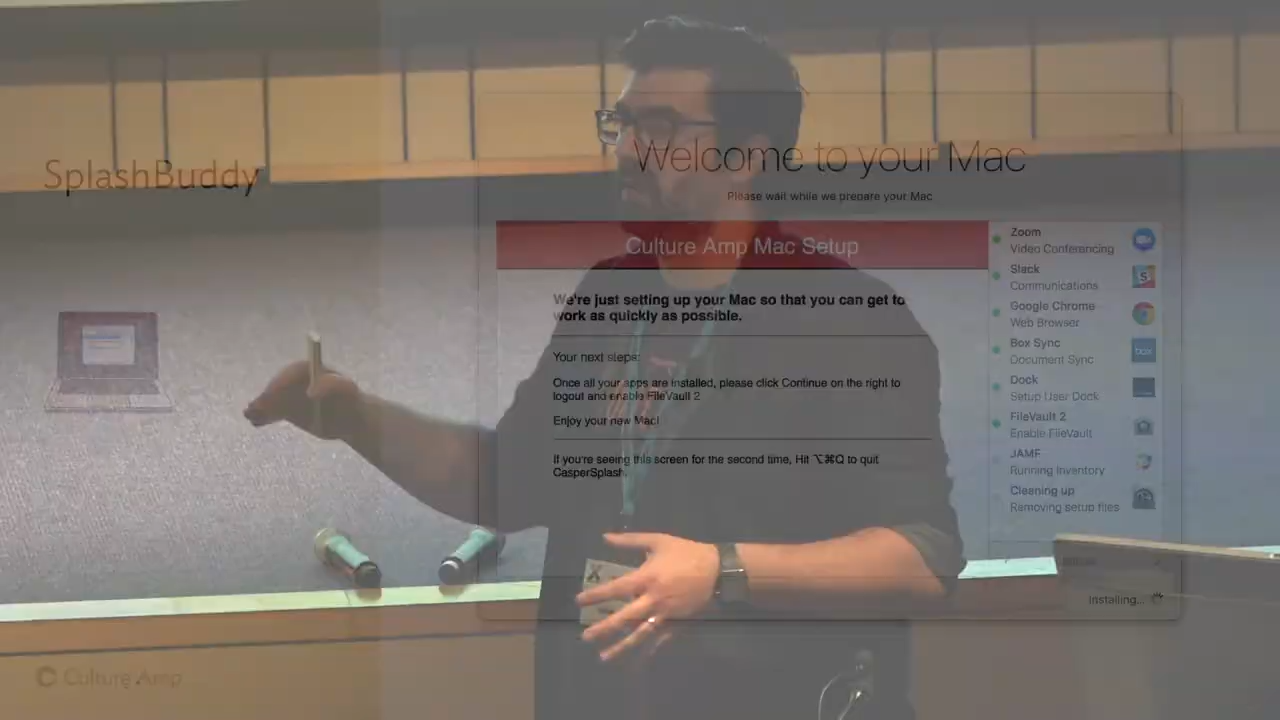 SplashBuddy
Welcome to your Mac
Please wait while we prepare your Mac
Culture Amp Mac Setup
We're just setting up your Mac so that you can get to
work as quickly as possible.
Your next steps:
Once all your apps are installed, please click Continue on the right to
logout and enable FileVault 2
Enjoy your new Mac!
If you're seeing this screen for the second time, Hit ⌥⌘Q to quit
CasperSplash.
Zoom
Video Conferencing
Slack
Communications
Google Chrome
Web Browser
Box Sync
Document Sync
box
Dock
Setup User Dock
FileVault 2
Enable FileVault
JAMF
Running Inventory
Cleaning up
Removing setup files
Installing...
Culture Amp